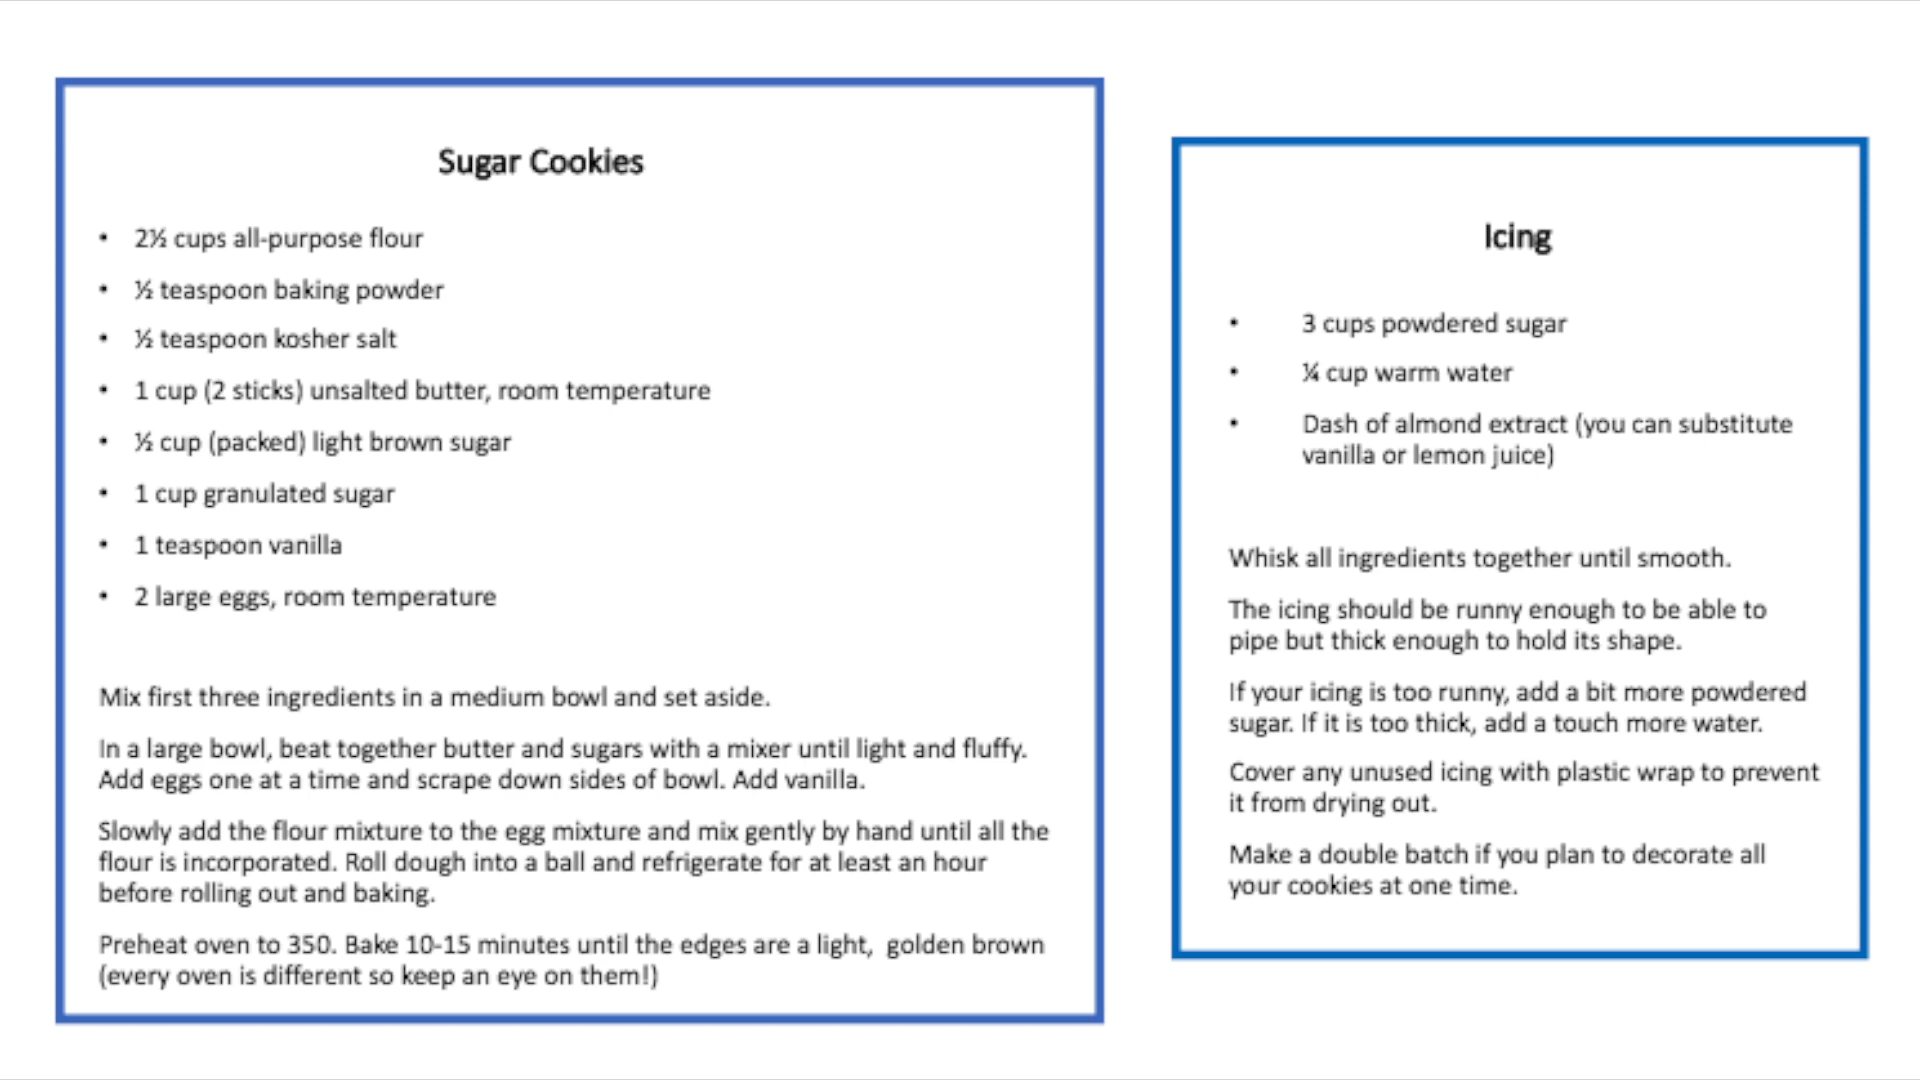 Sugar Cookies
• 2½ cups all-purpose flour
• ½ teaspoon baking powder
• ½ teaspoon kosher salt
• 1 cup (2 sticks) unsalted butter, room temperature
• ½ cup (packed) light brown sugar
• 1 cup granulated sugar
• 1 teaspoon vanilla
• 2 large eggs, room temperature
Mix first three ingredients in a medium bowl and set aside.
In a large bowl, beat together butter and sugars with a mixer until light and fluffy.
Add eggs one at a time and scrape down sides of bowl. Add vanilla.
Slowly add the flour mixture to the egg mixture and mix gently by hand until all the
flour is incorporated. Roll dough into a ball and refrigerate for at least an hour
before rolling out and baking.
Preheat oven to 350. Bake 10-15 minutes until the edges are a light,  golden brown
(every oven is different so keep an eye on them!)
Icing
• 3 cups powdered sugar
• ¼ cup warm water
• Dash of almond extract (you can substitute
vanilla or lemon juice)
Whisk all ingredients together until smooth.
The icing should be runny enough to be able to
pipe but thick enough to hold its shape.
If your icing is too runny, add a bit more powdered
sugar. If it is too thick, add a touch more water.
Cover any unused icing with plastic wrap to prevent
it from drying out.
Make a double batch if you plan to decorate all
your cookies at one time.